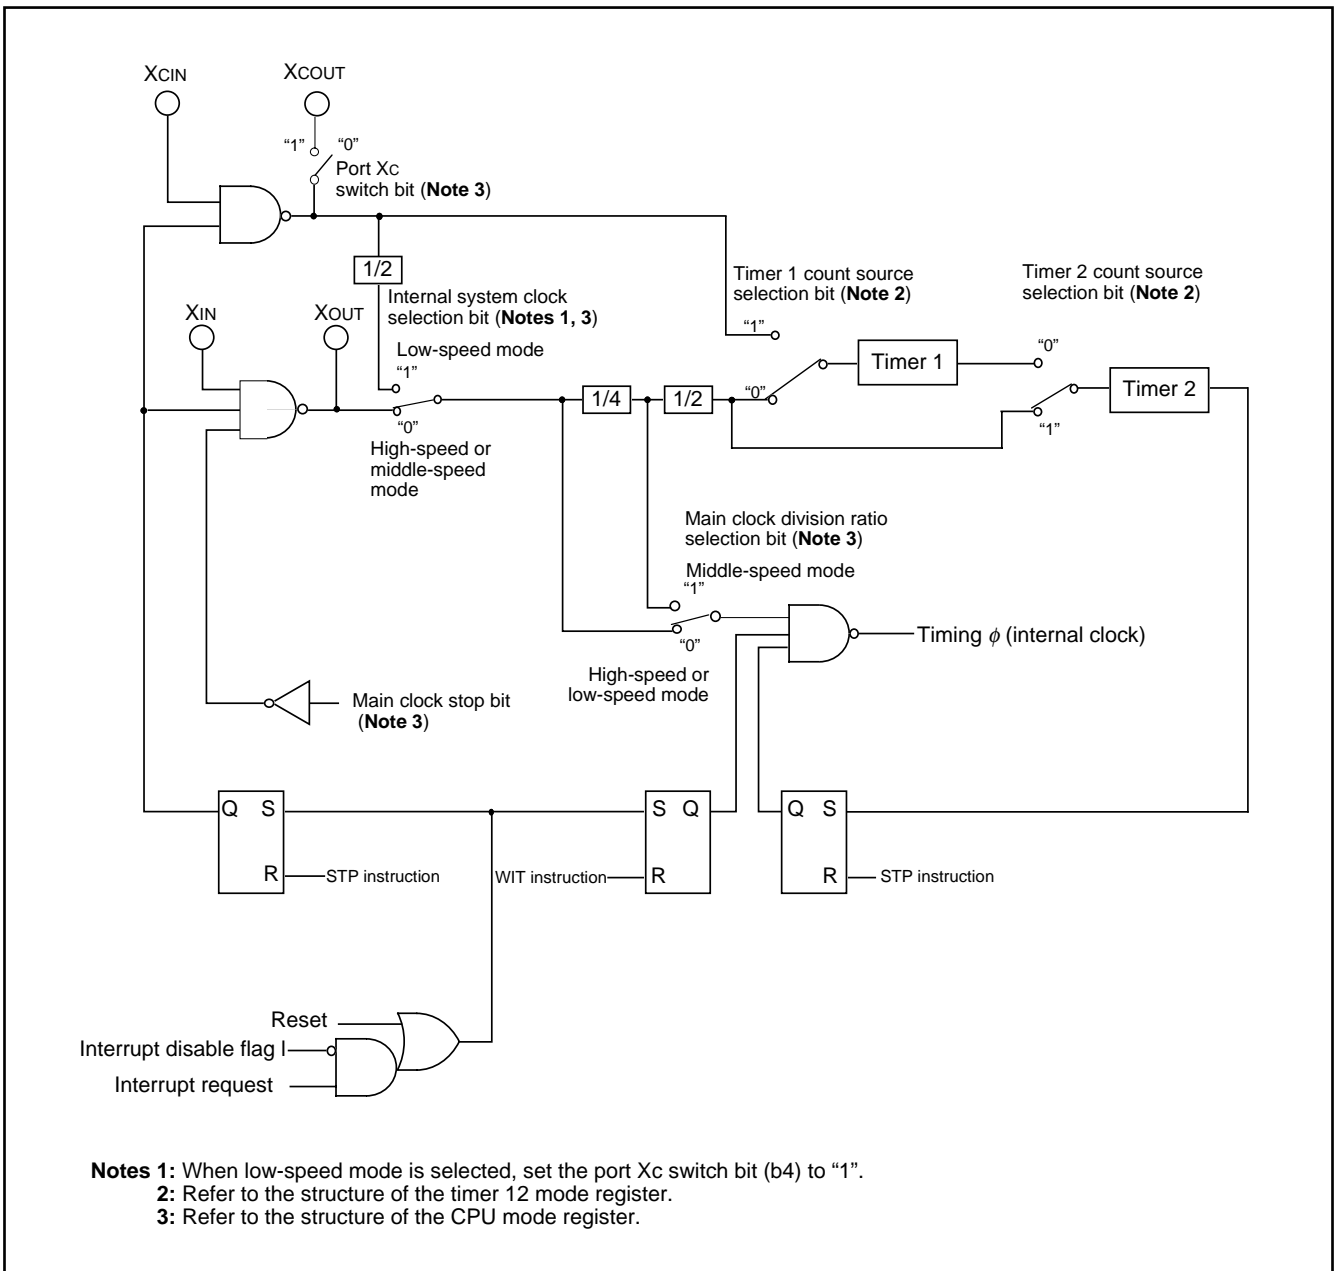 XCIN
XCOUT
“1” “0”
Port XC
switch bit (Note 3)
1/2
Internal system clock
selection bit (Notes 1, 3)
Timer 1 count source
selection bit (Note 2)
Timer 2 count source
selection bit (Note 2)
XIN
XOUT
Low-speed mode
“1”
“0”
High-speed or
middle-speed
mode
1/4
1/2
“1”
“0”
Timer 1
“0”
“1”
Timer 2
Main clock division ratio
selection bit (Note 3)
Middle-speed mode
“1”
“0”
High-speed or
low-speed mode
Timing ϕ (internal clock)
Main clock stop bit
(Note 3)
Q S
R
STP instruction
S Q
WIT instruction
R
Q S
R
STP instruction
Reset
Interrupt disable flag I
Interrupt request
Notes 1: When low-speed mode is selected, set the port Xc switch bit (b4) to “1”.
2: Refer to the structure of the timer 12 mode register.
3: Refer to the structure of the CPU mode register.